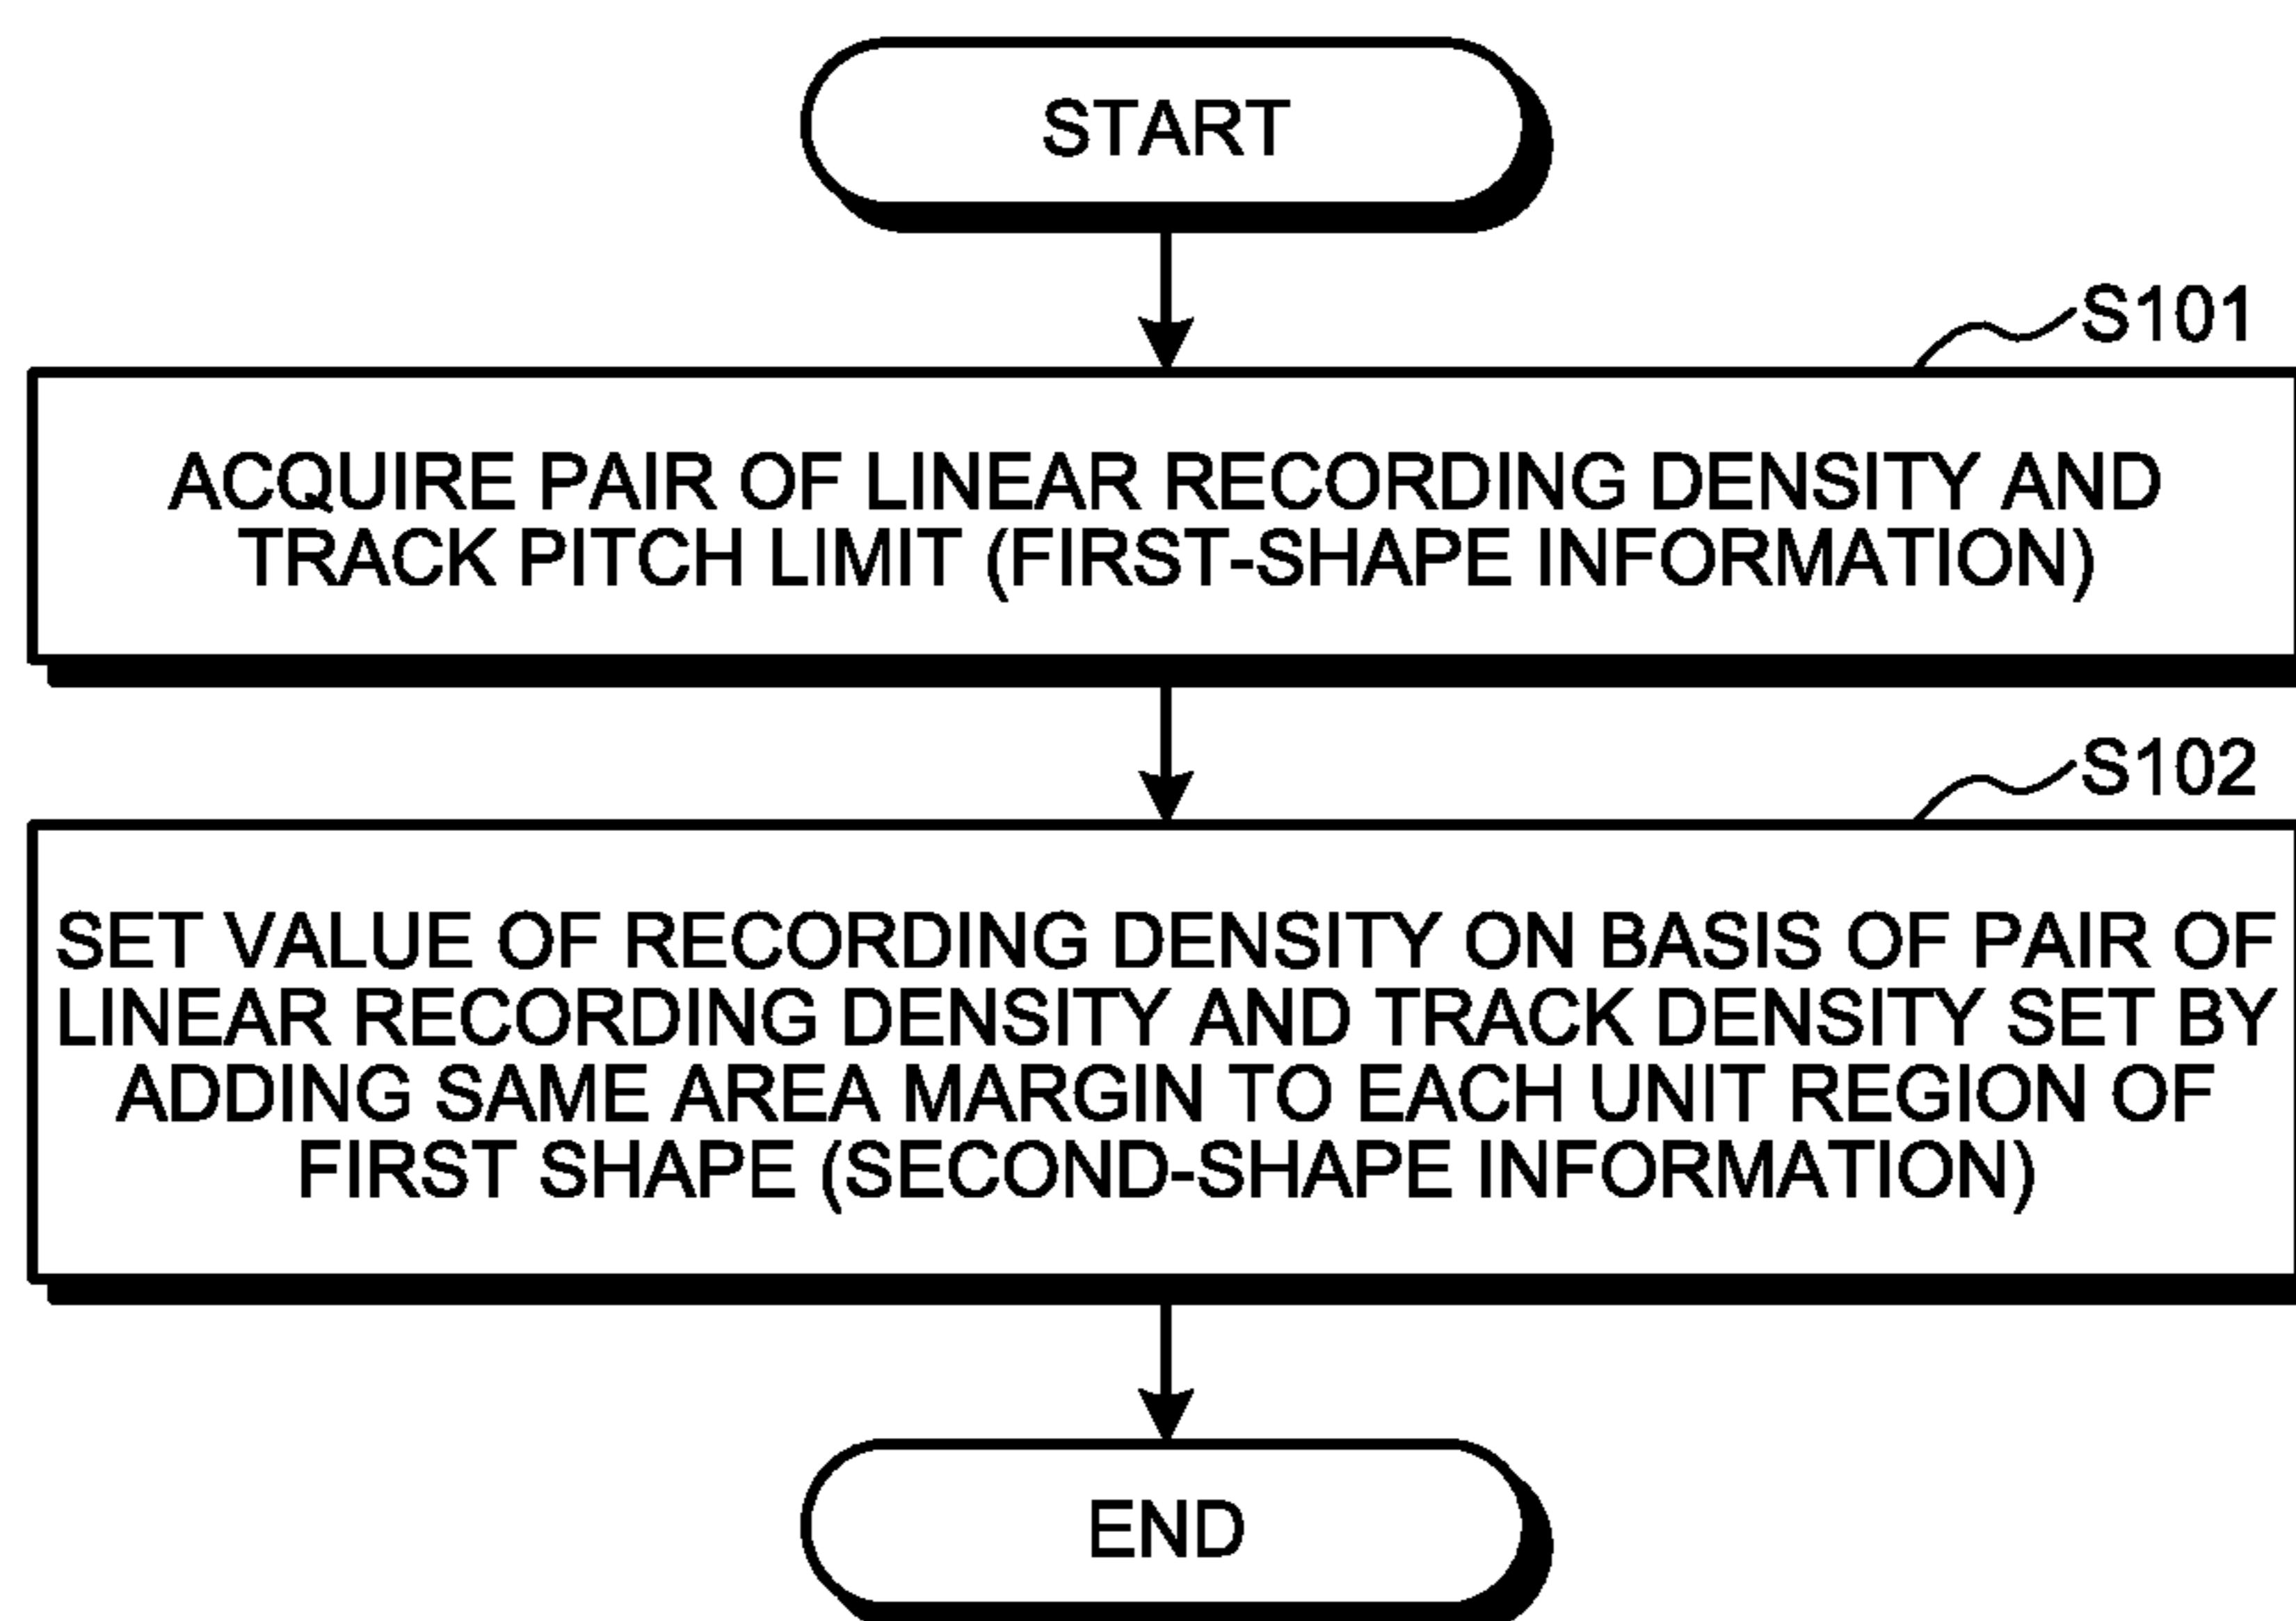 START
S101
ACQUIRE PAIR OF LINEAR RECORDING DENSITY AND
TRACK PITCH LIMIT (FIRST-SHAPE INFORMATION)
S102
SET VALUE OF RECORDING DENSITY ON BASIS OF PAIR OF
LINEAR RECORDING DENSITY AND TRACK DENSITY SET BY
ADDING SAME AREA MARGIN TO EACH UNIT REGION OF
FIRST SHAPE (SECOND-SHAPE INFORMATION)
END